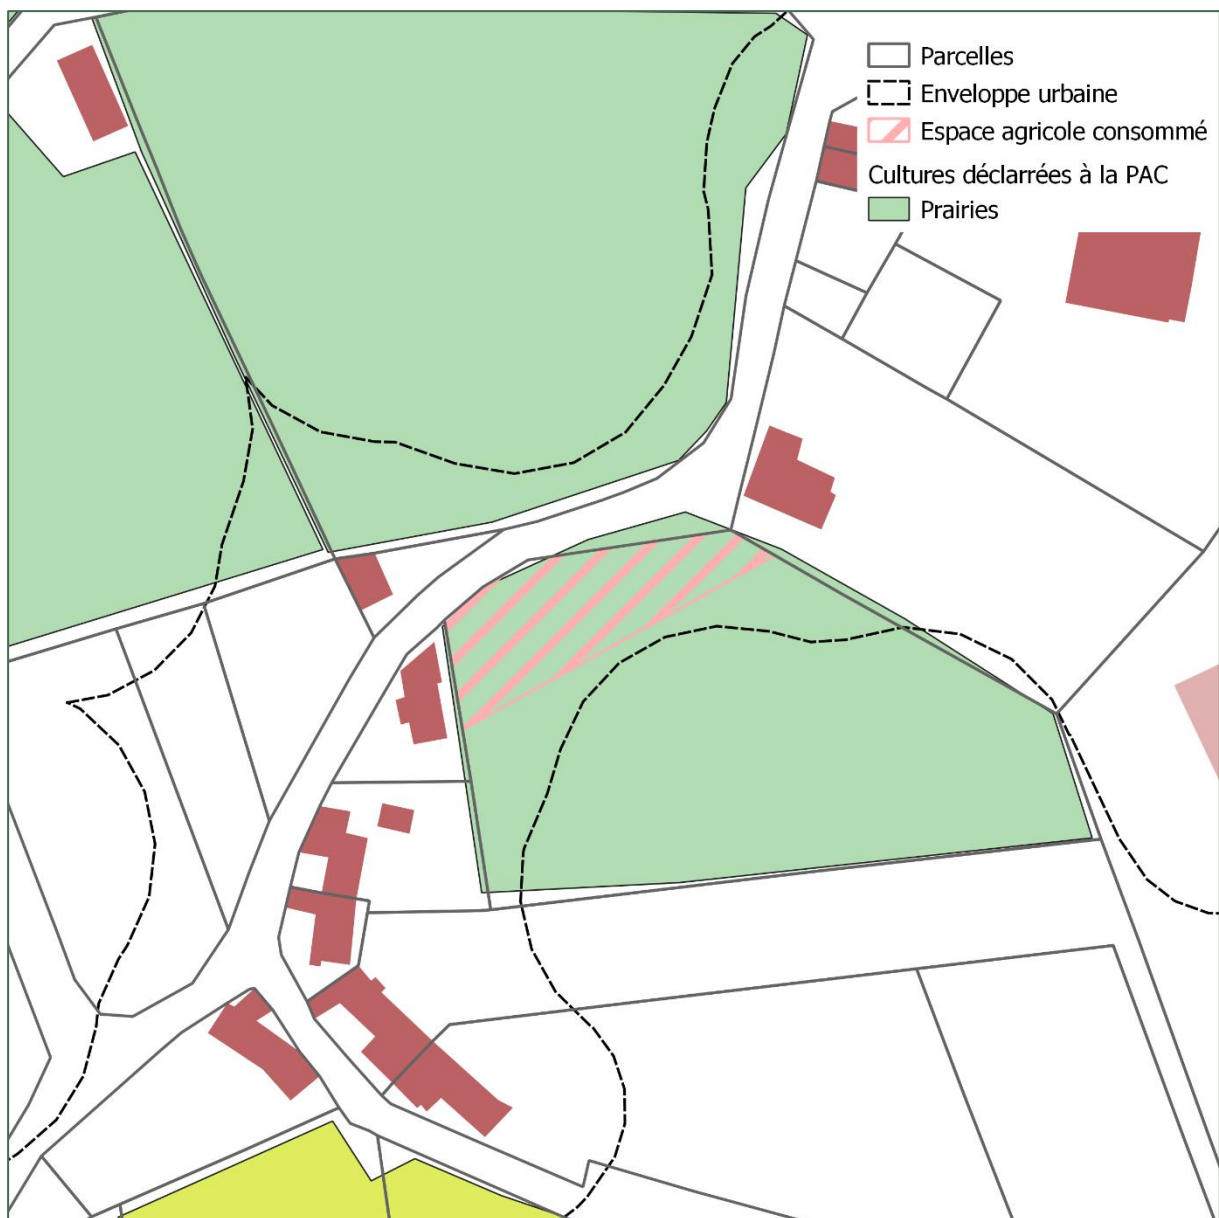 Parcelles
Enveloppe urbaine
Espace agricole consommé
Cultures déclarrées à la PAC
Prairies